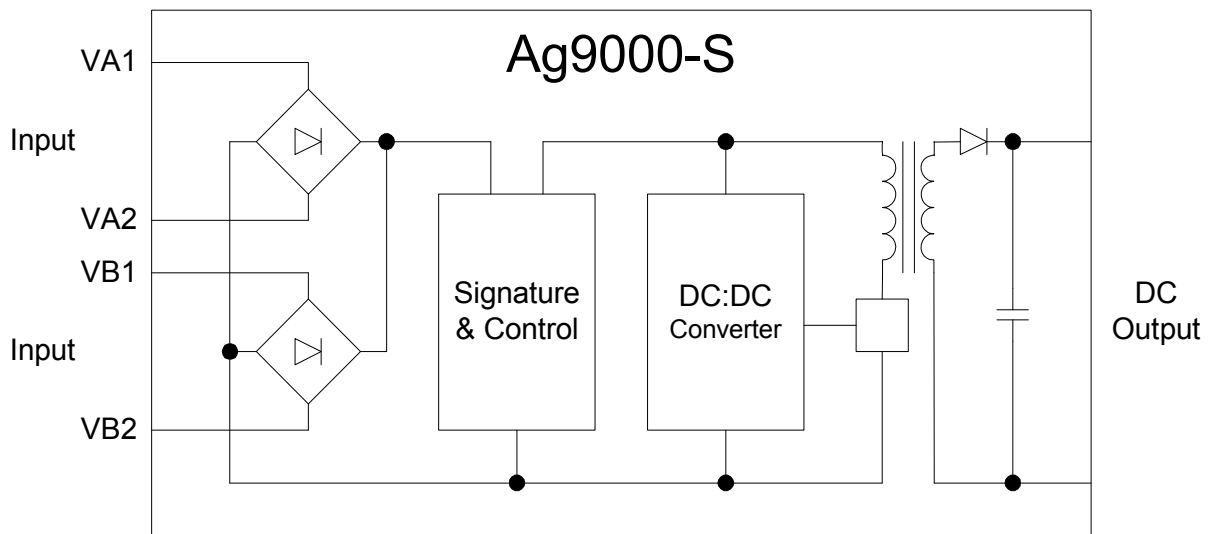 Ag9000-S
VA1
Input
VA2
VB1
Input
VB2
Signature
& Control
DC:DC
Converter
DC
Output